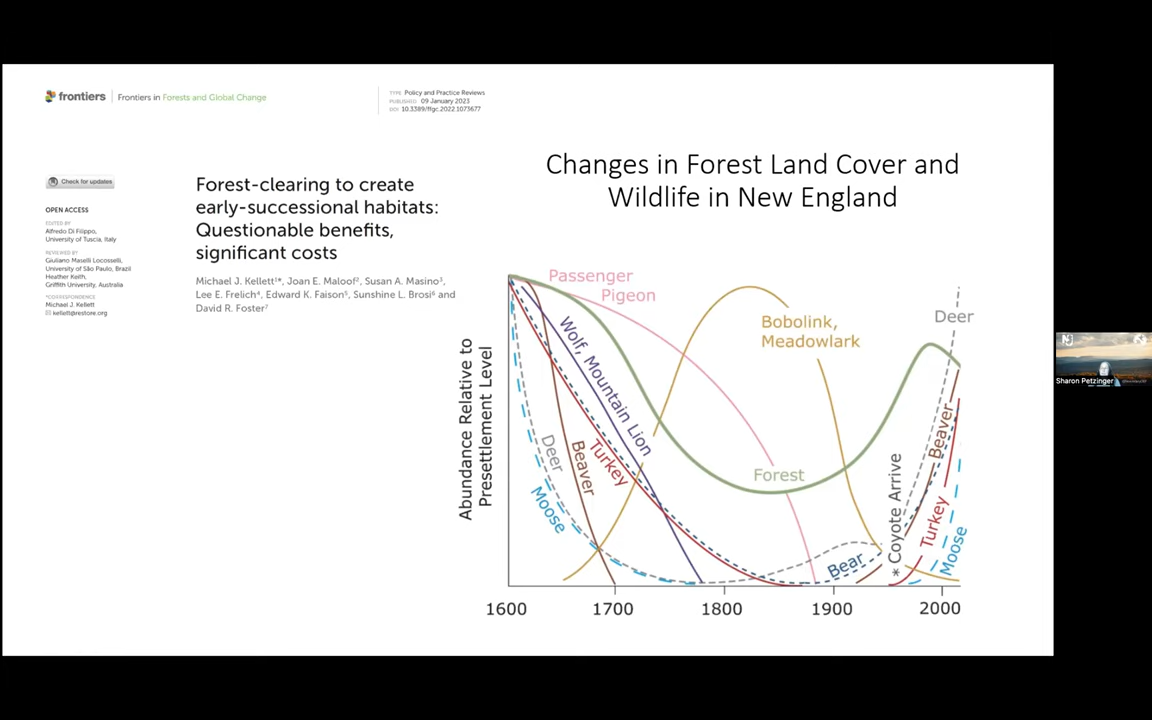 frontiers | Frontiers in Forests and Global Change
TYPE Policy and Practice Reviews
PUBLISHED 09 January 2023
DOI 10.3389/ffgc.2022.1073677
Check for updates
OPEN ACCESS
EDITED BY
Alfredo Di Filippo,
University of Tuscia, Italy
REVIEWED BY
Giuliano Maselli Locosselli,
University of São Paulo, Brazil
Heather Keith,
Griffith University, Australia
*CORRESPONDENCE
Michael J. Kellett
kellett@restore.org
Forest-clearing to create
early-successional habitats:
Questionable benefits,
significant costs
Michael J. Kellett¹*, Joan E. Maloof², Susan A. Masino³,
Lee E. Frelich⁴, Edward K. Faison⁵, Sunshine L. Brosi⁶ and
David R. Foster⁷
Changes in Forest Land Cover and
Wildlife in New England
Abundance Relative to
Presettlement Level
Passenger
Pigeon
Wolf, Mountain Lion
Bobolink,
Meadowlark
Deer
Deer
Beaver
Turkey
Moose
Forest
Bear
* Coyote Arrive
Beaver
Turkey
Moose
1600
1700
1800
1900
2000
Sharon Petzinger